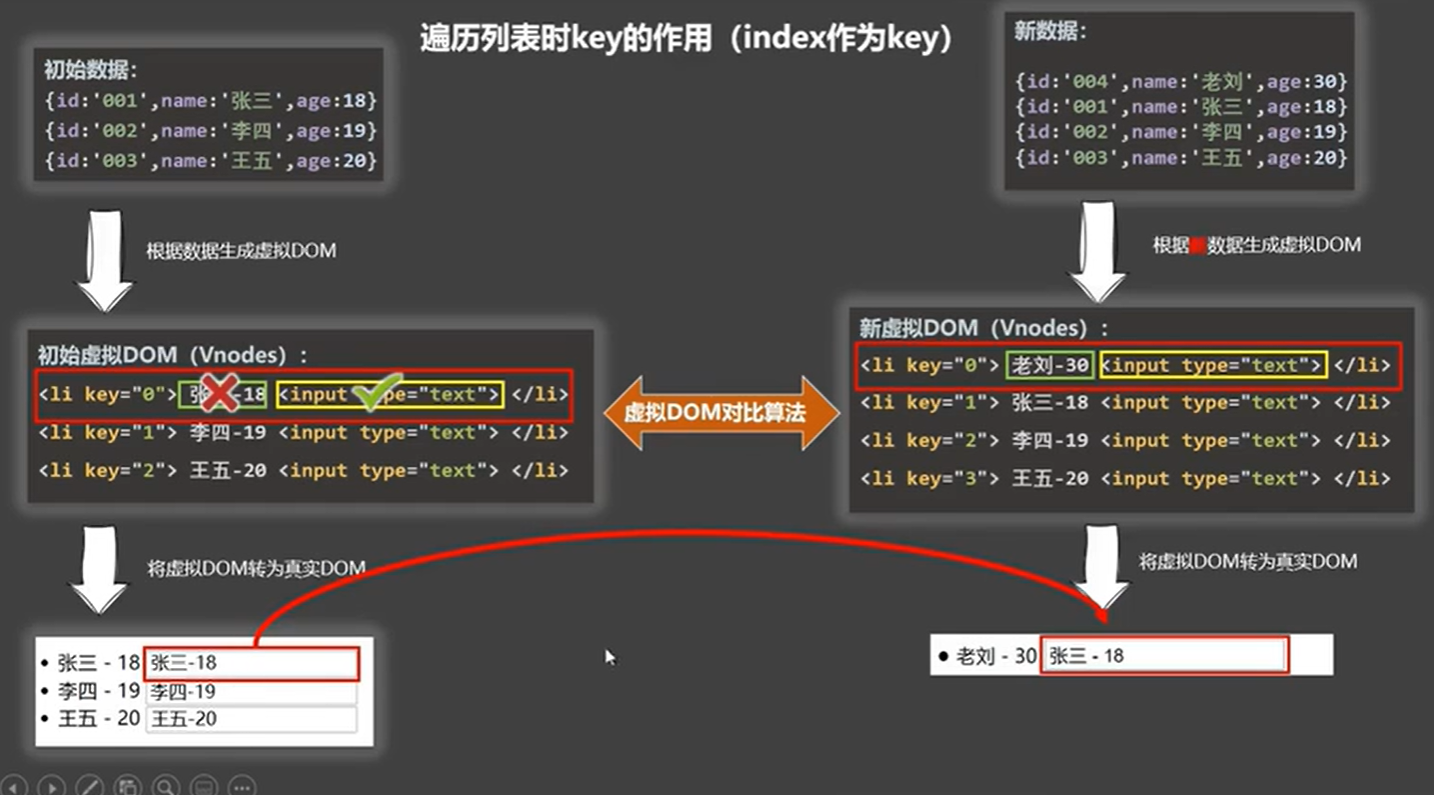 遍历列表时key的作用（index作为key）
初始数据：
{id:'001',name:'张三',age:18}
{id:'002',name:'李四',age:19}
{id:'003',name:'王五',age:20}
根据数据生成虚拟DOM
初始虚拟DOM（Vnodes）：
<li key="0"> 张-18 <input type="text"> </li>
<li key="1"> 李四-19 <input type="text"> </li>
<li key="2"> 王五-20 <input type="text"> </li>
将虚拟DOM转为真实DOM
张三 - 18 张三-18
李四 - 19 李四-19
王五 - 20 王五-20
虚拟DOM对比算法
新数据：
{id:'004',name:'老刘',age:30}
{id:'001',name:'张三',age:18}
{id:'002',name:'李四',age:19}
{id:'003',name:'王五',age:20}
根据数据生成虚拟DOM
新虚拟DOM（Vnodes）：
<li key="0"> 老刘-30 <input type="text"> </li>
<li key="1"> 张三-18 <input type="text"> </li>
<li key="2"> 李四-19 <input type="text"> </li>
<li key="3"> 王五-20 <input type="text"> </li>
将虚拟DOM转为真实DOM
老刘 - 30 张三 - 18